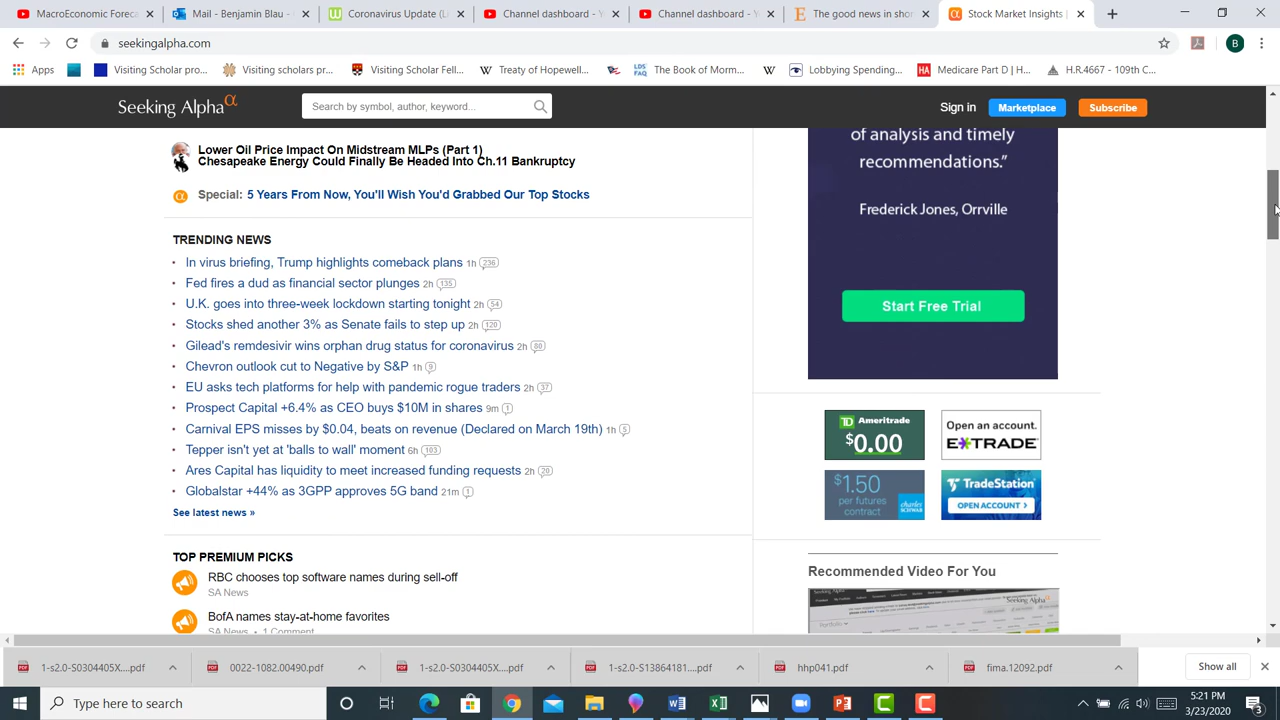 MacroEconomic Forecas
Mail - Benjamin Blau -
Coronavirus Update (L
Channel dashboard - Y
Channel dashboard - Y
The good news in shor
Stock Market Insights |
seekingalpha.com
B
Apps
Visiting Scholar pro...
Visiting scholars pr...
Visiting Scholar Fell...
Treaty of Hopewell...
LDS FAQ
The Book of Morm...
Lobbying Spending...
HA
Medicare Part D | H...
H.R.4667 - 109th C...
Seeking Alpha α
Search by symbol, author, keyword...
Sign in
Marketplace
Subscribe
Lower Oil Price Impact On Midstream MLPs (Part 1)
Chesapeake Energy Could Finally Be Headed Into Ch.11 Bankruptcy
Special: 5 Years From Now, You'll Wish You'd Grabbed Our Top Stocks
TRENDING NEWS
In virus briefing, Trump highlights comeback plans 1h 236
Fed fires a dud as financial sector plunges 2h 135
U.K. goes into three-week lockdown starting tonight 2h 54
Stocks shed another 3% as Senate fails to step up 2h 120
Gilead's remdesivir wins orphan drug status for coronavirus 2h 80
Chevron outlook cut to Negative by S&P 1h 9
EU asks tech platforms for help with pandemic rogue traders 2h 37
Prospect Capital +6.4% as CEO buys $10M in shares 9m 1
Carnival EPS misses by $0.04, beats on revenue (Declared on March 19th) 1h 5
Tepper isn't yet at 'balls to wall' moment 6h 103
Ares Capital has liquidity to meet increased funding requests 2h 20
Globalstar +44% as 3GPP approves 5G band 21m 1
See latest news »
TOP PREMIUM PICKS
RBC chooses top software names during sell-off
SA News
BofA names stay-at-home favorites
SA News • 1 Comment
of analysis and timely
recommendations.”
Frederick Jones, Orrville
Start Free Trial
TD Ameritrade
$0.00
Open an account.
E*TRADE
$1.50
per futures
contract
charles
SCHWAB
TradeStation
OPEN ACCOUNT >
Recommended Video For You
Seeking Alpha α
1-s2.0-S0304405X....pdf
0022-1082.00490.pdf
1-s2.0-S0304405X....pdf
1-s2.0-S13864181....pdf
hhp041.pdf
fima.12092.pdf
Show all
Type here to search
5:21 PM
3/23/2020
3